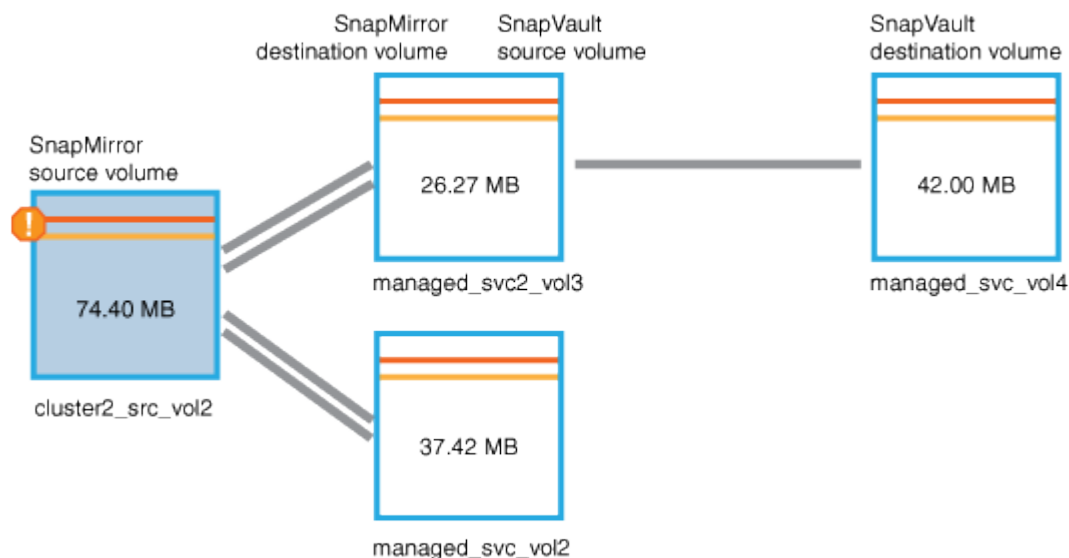 SnapMirror
destination volume
SnapVault
source volume
SnapVault
destination volume
SnapMirror
source volume
!
26.27 MB
42.00 MB
managed_svc2_vol3
managed_svc_vol4
74.40 MB
cluster2_src_vol2
37.42 MB
managed_svc_vol2